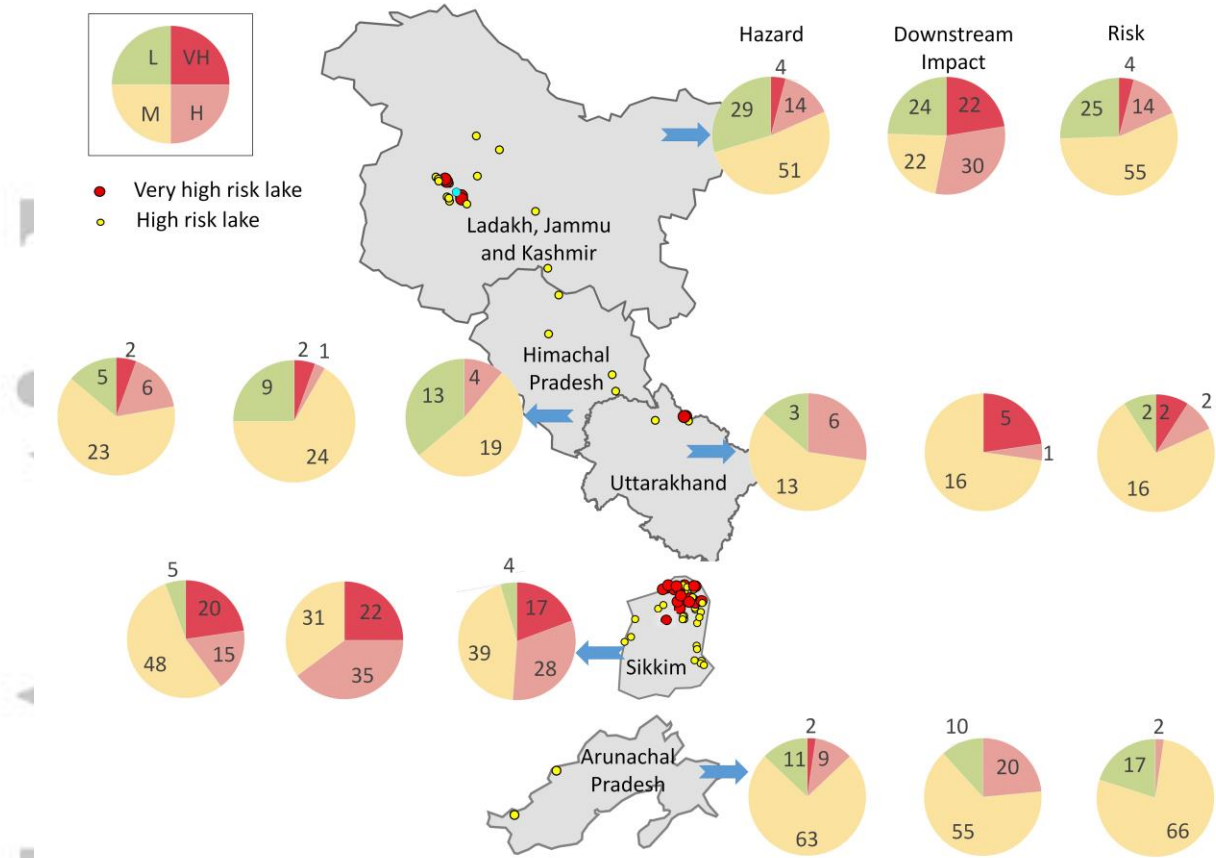 L VH
M H
Very high risk lake
High risk lake
Hazard
Downstream
Impact
Risk
4
29 14
51
24 22
22 30
4
25 14
55
Ladakh, Jammu
and Kashmir
2
5 6
23
2 1
9
24
13 4
19
Himachal
Pradesh
3 6
13
5
1
16
2 2 2
16
Uttarakhand
5
20
48 15
31 22
35
4
17
39 28
Sikkim
Arunachal
Pradesh
2
11 9
63
10
20
55
2
17
66